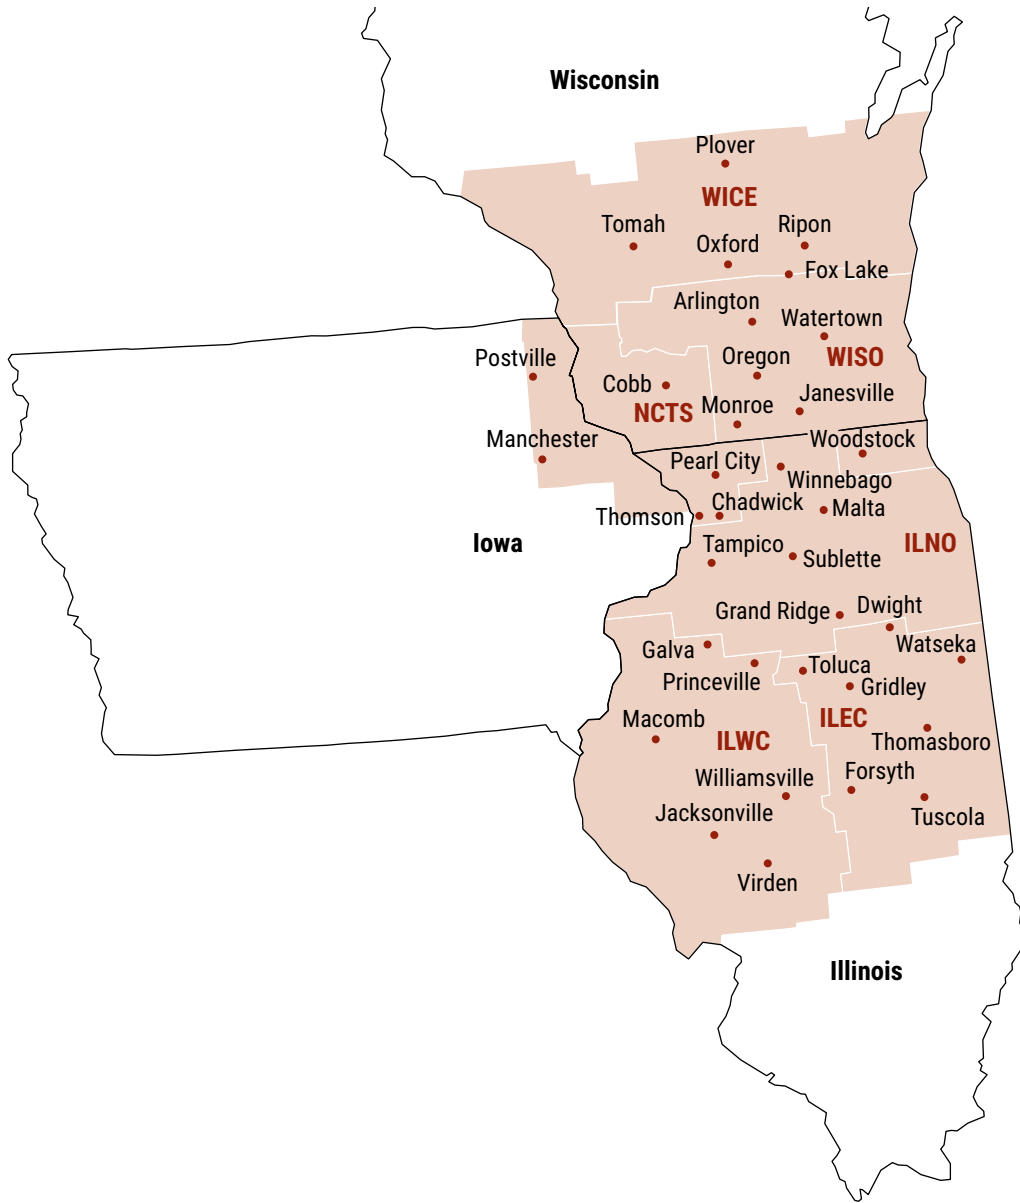 Wisconsin
Plover
WICE
Tomah
Ripon
Oxford
Fox Lake
Arlington
Watertown
Postville
Oregon
WISO
Cobb
Janesville
NCTS
Monroe
Manchester
Woodstock
Pearl City
Winnebago
Chadwick
Malta
Thomson
Iowa
Tampico
ILNO
Sublette
Grand Ridge
Dwight
Galva
Watseka
Toluca
Princeville
Gridley
Macomb
ILEC
ILWC
Thomasboro
Williamsville
Forsyth
Jacksonville
Tuscola
Virden
Illinois